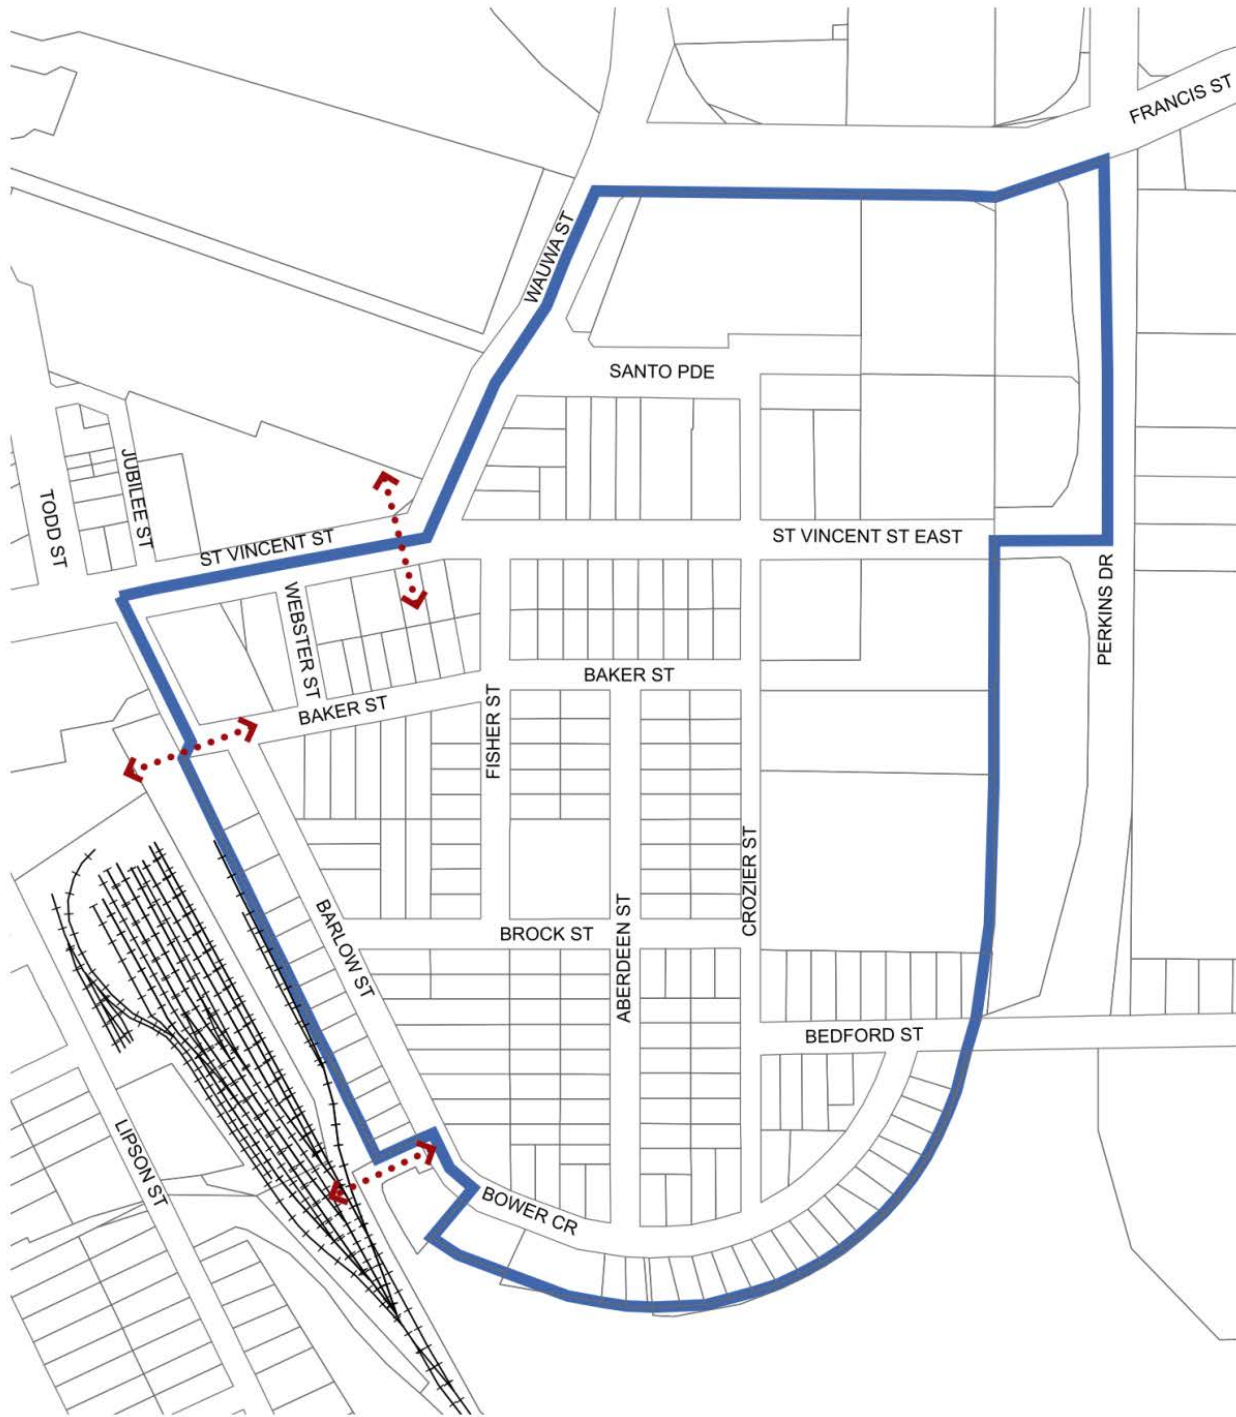 FRANCIS ST
WAUWA ST
SANTO PDE
JUBILEE ST
TODD ST
ST VINCENT ST
ST VINCENT ST EAST
WEBSTER ST
PERKINS DR
BAKER ST
BAKER ST
FISHER ST
CROZIER ST
BARLOW ST
BROCK ST
ABERDEEN ST
BEDFORD ST
LIPSON ST
BOWER CR